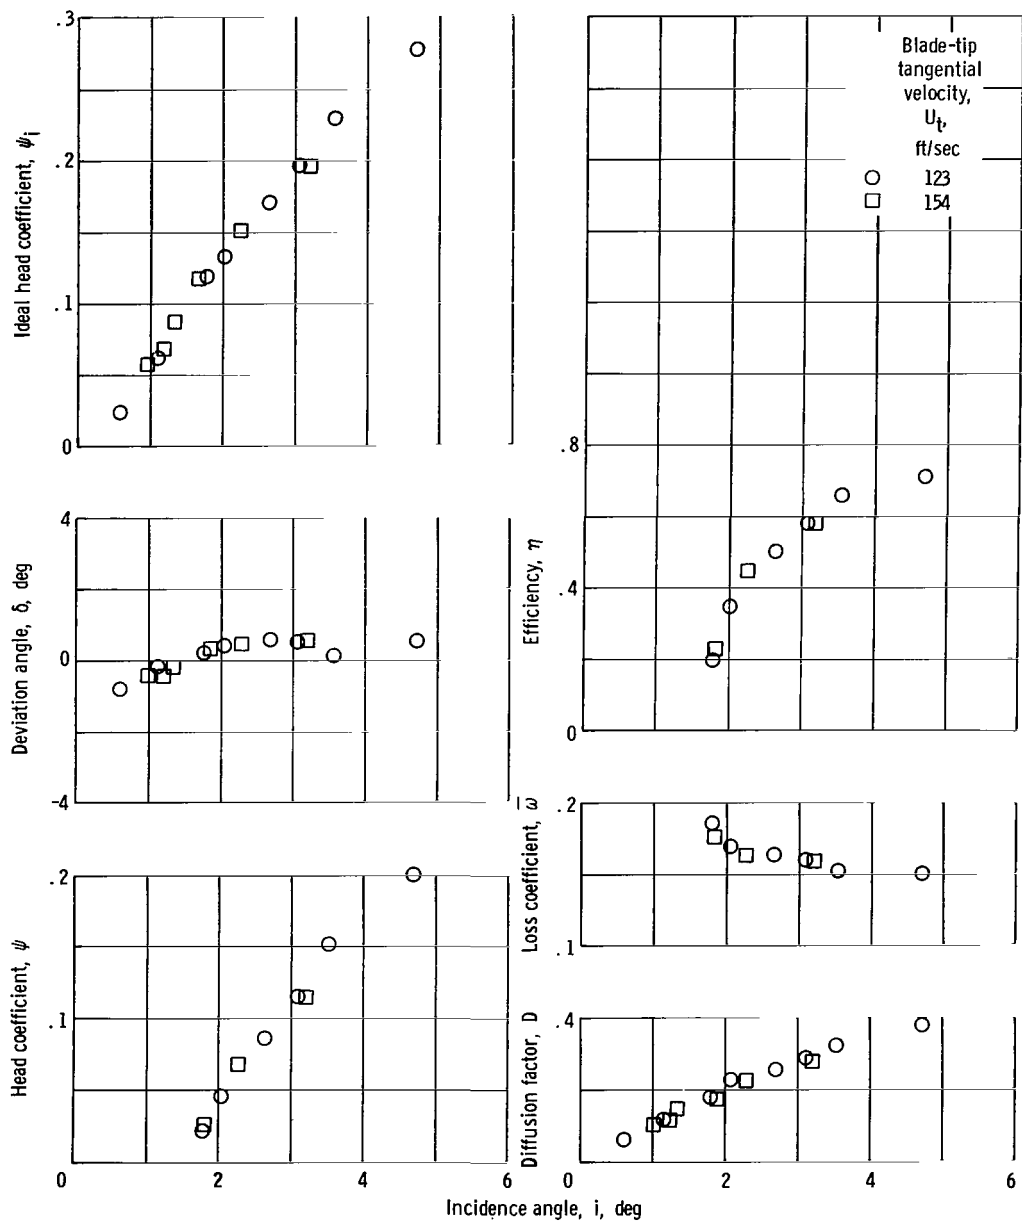 .3
.2
.1
0
Ideal head coefficient, ψi
4
0
-4
Deviation angle, δ, deg
.2
.1
0 2 4 6
Head coefficient, ψ
Blade-tip
tangential
velocity,
Ut,
ft/sec
123
154
.8
.4
0
Efficiency, η
.2
.1
Loss coefficient, ω̅
.4
0 2 4 6
Diffusion factor, D
Incidence angle, i, deg